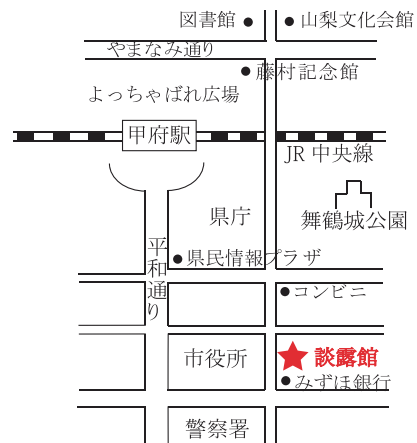 図書館
山梨文化会館
やまなみ通り
藤村記念館
よっちゃばれ広場
甲府駅
JR 中央線
県庁
舞鶴城公園
平和通り
県民情報プラザ
コンビニ
市役所
談露館
みずほ銀行
警察署